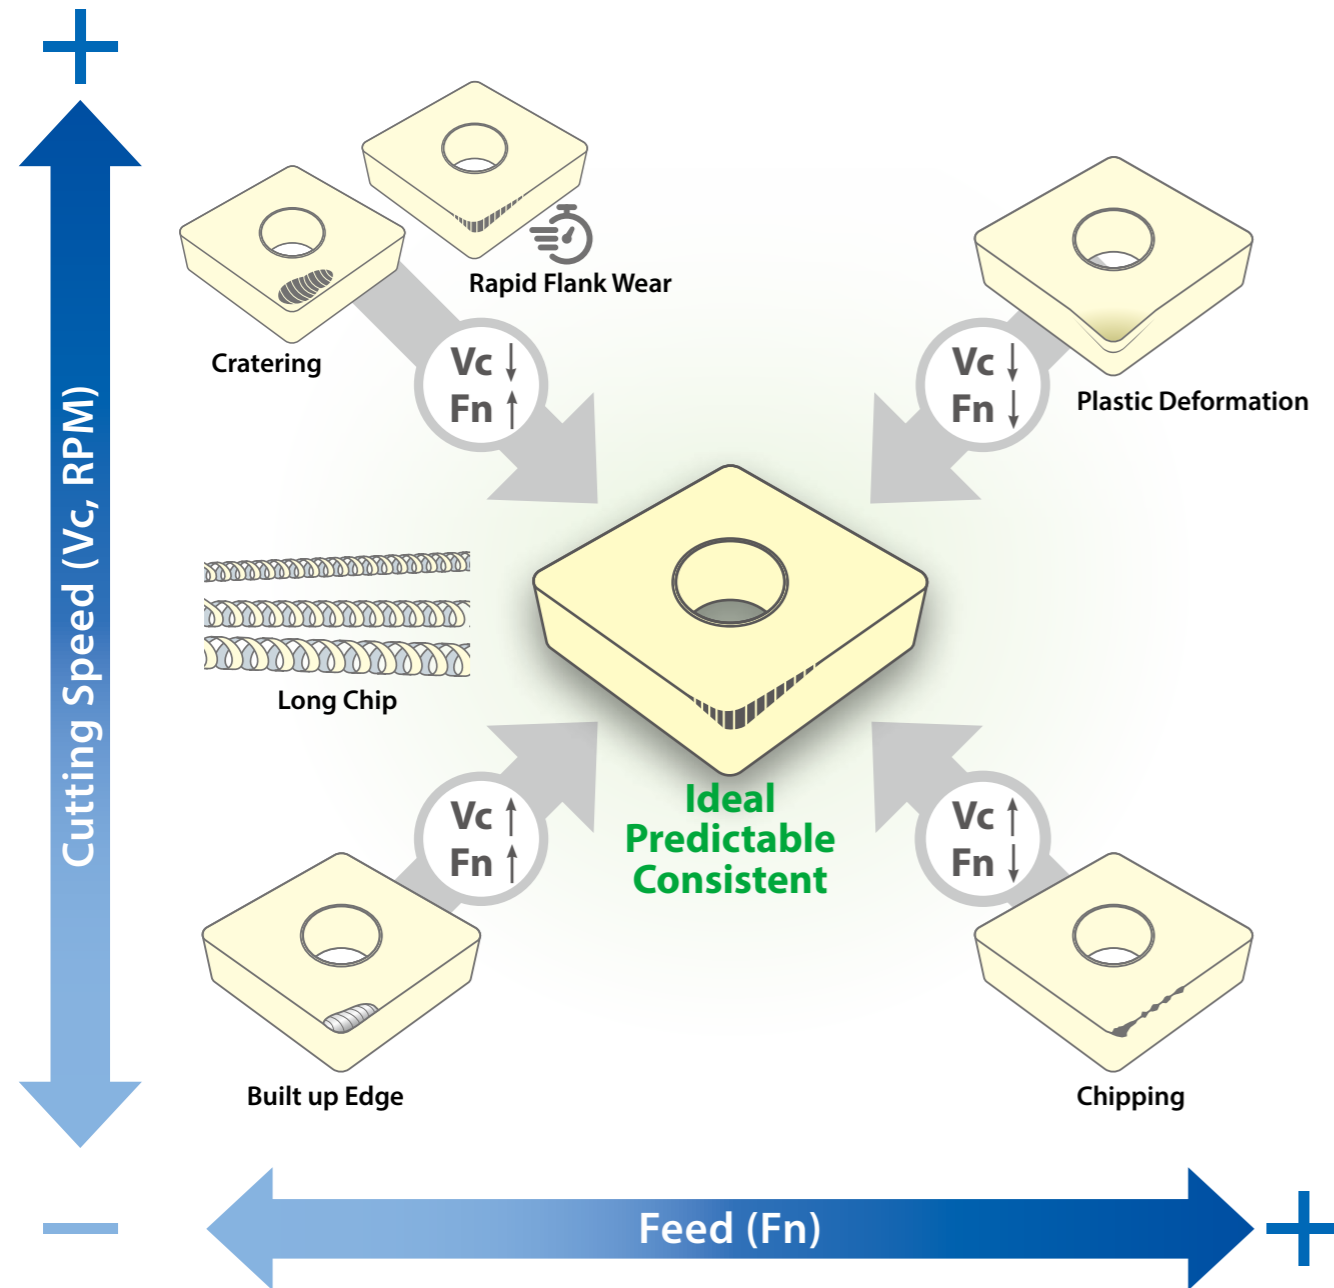 +
Rapid Flank Wear
Cratering
Vc ↓
Fn ↑
Vc ↓
Fn ↓
Plastic Deformation
Cutting Speed (Vc, RPM)
Long Chip
Ideal
Predictable
Consistent
Vc ↑
Fn ↑
Vc ↑
Fn ↓
Built up Edge
Chipping
−
Feed (Fn)
+